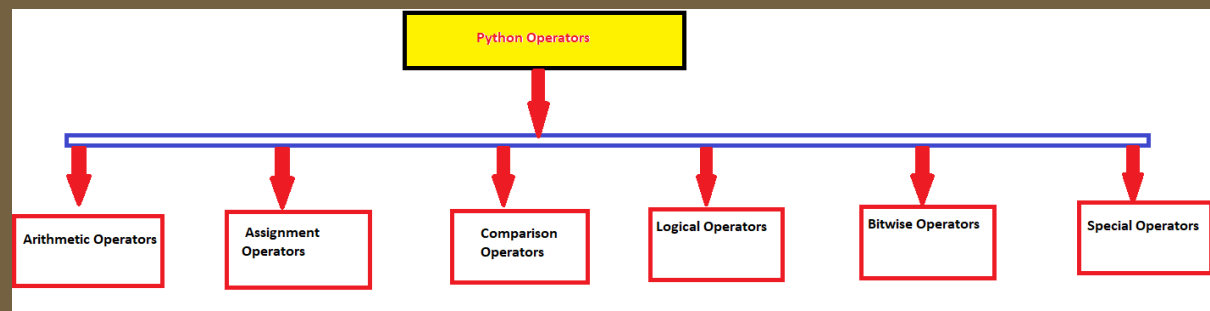 Python Operators
Arithmetic Operators
Assignment
Operators
Comparison
Operators
Logical Operators
Bitwise Operators
Special Operators